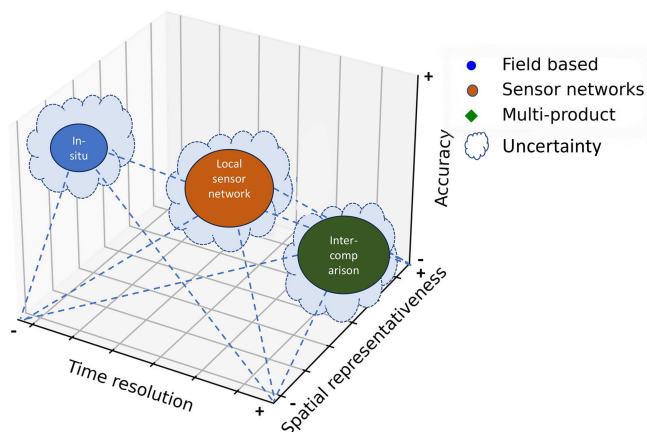 Field based
Sensor networks
Multi-product
Uncertainty
In-
situ
Local
sensor
network
Inter-
comp
arison
+
Accuracy
-
+
Spatial representativeness
-
-
Time resolution
+